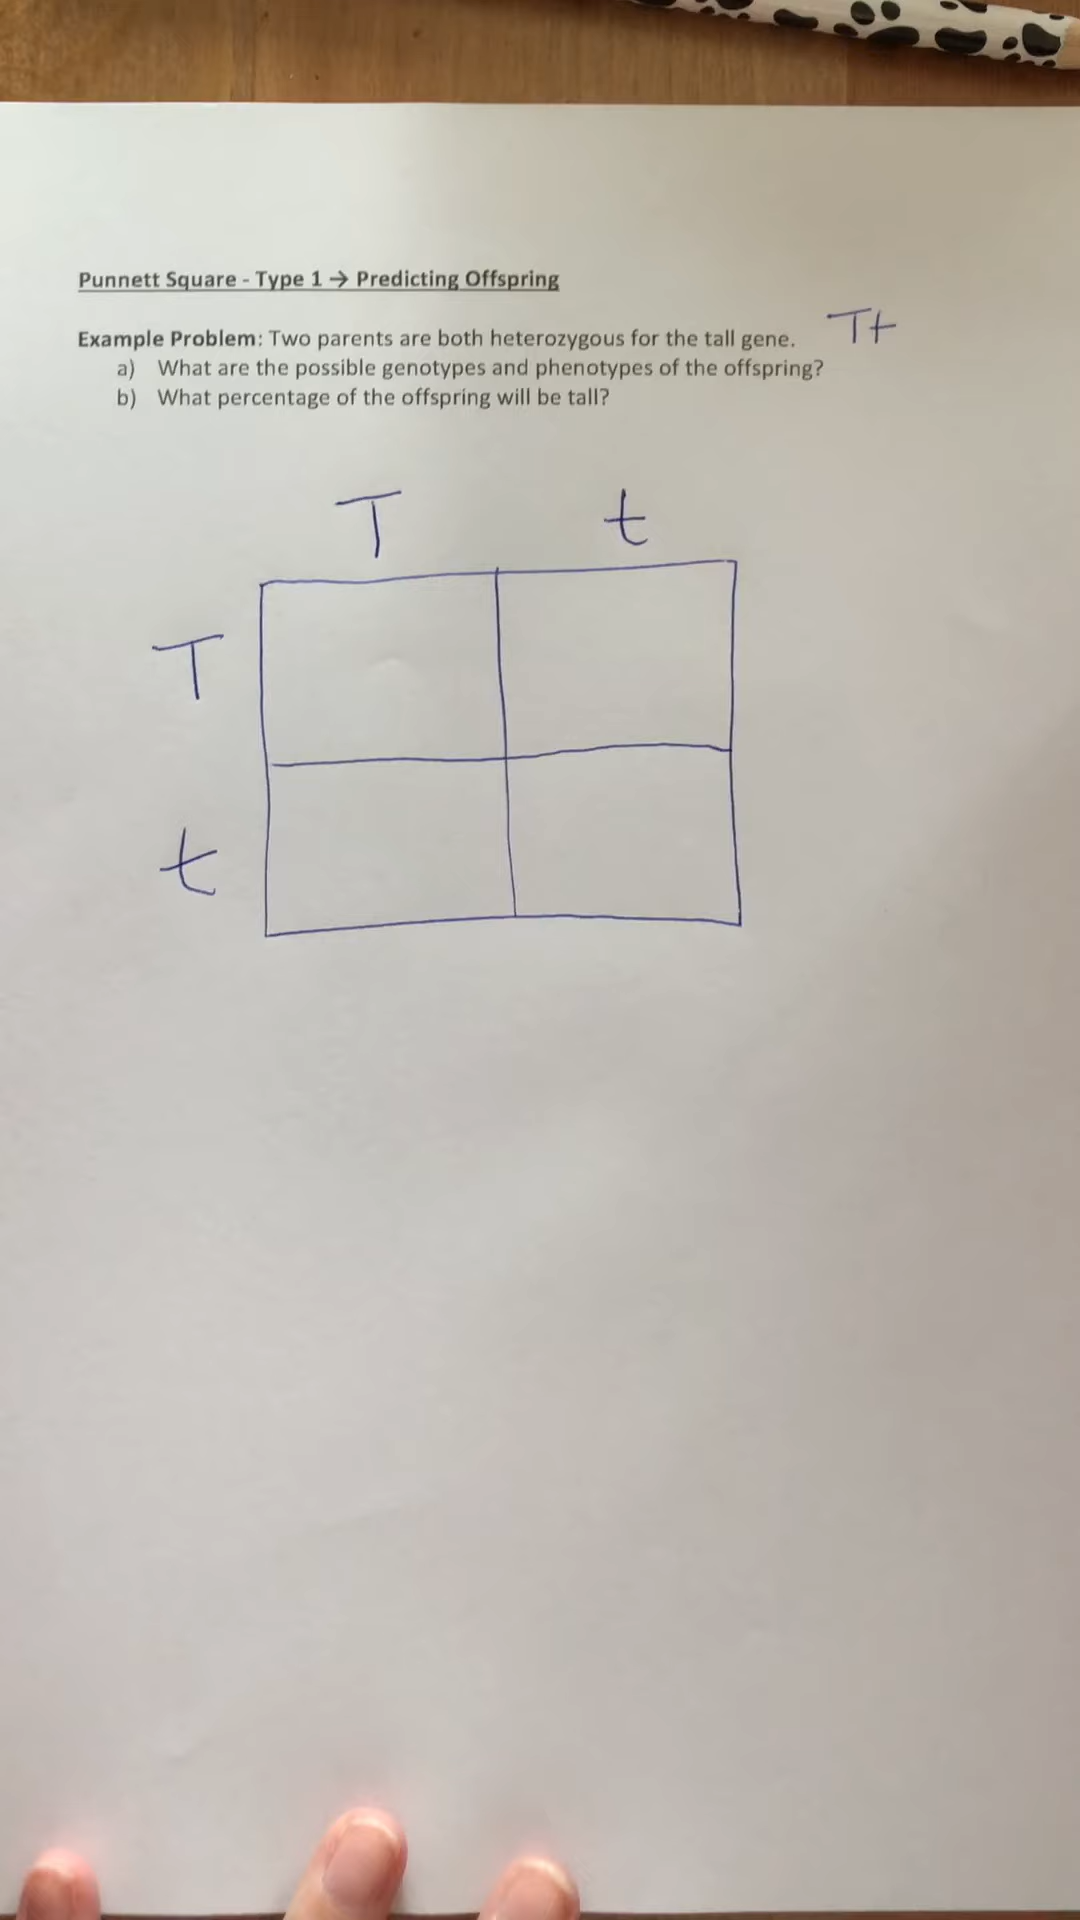 Punnett Square - Type 1 → Predicting Offspring
Example Problem: Two parents are both heterozygous for the tall gene. Tt
a) What are the possible genotypes and phenotypes of the offspring?
b) What percentage of the offspring will be tall?
T t
T
t